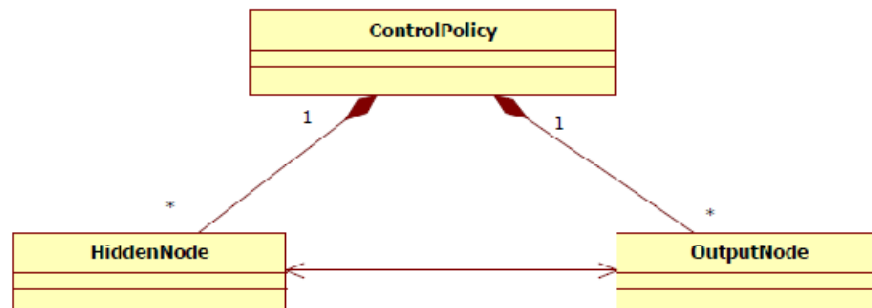 ControlPolicy
1
1
*
*
HiddenNode
OutputNode